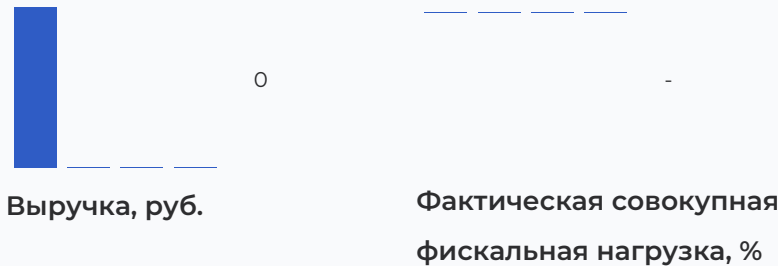 0
-
Выручка, руб.
Фактическая совокупная
фискальная нагрузка, %